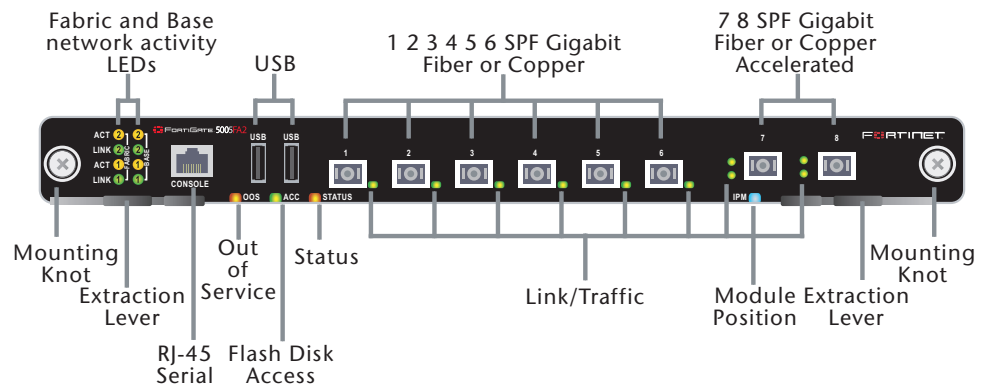 Fabric and Base
network activity
LEDs
USB
1 2 3 4 5 6 SPF Gigabit
Fiber or Copper
7 8 SPF Gigabit
Fiber or Copper
Accelerated
ACT 2 2
LINK 2 2
ACT 1 1
LINK 1 1
FABRIC
BASE
FORTIGATE 5005FA2
CONSOLE
USB USB
1 2 3 4 5 6
7 8
FORTINET
OOS ACC STATUS
IPM
Mounting
Knot
Extraction
Lever
RJ-45
Serial
Out
of
Service
Flash Disk
Access
Status
Link/Traffic
Module
Position
Extraction
Lever
Mounting
Knot